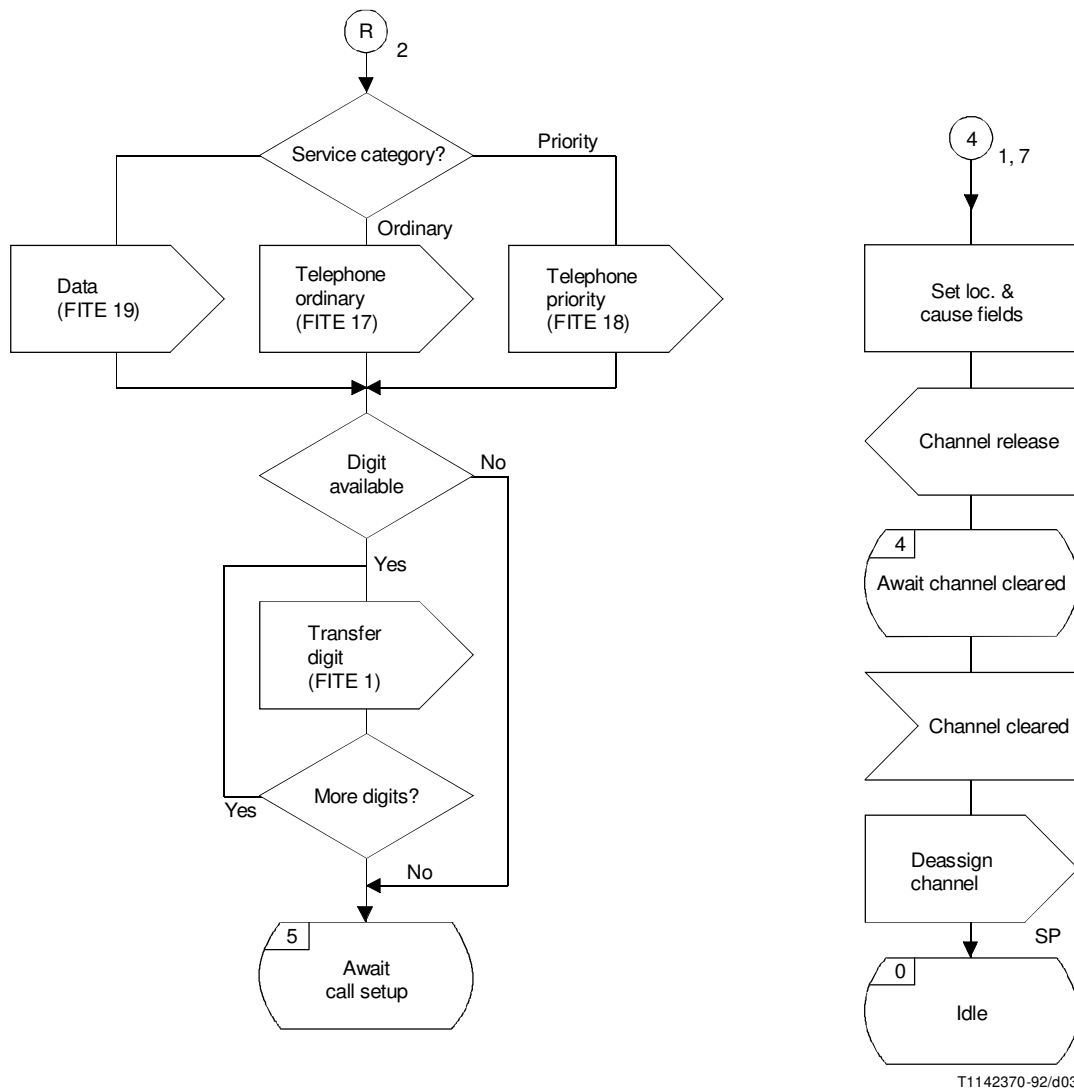 R
2
Service category?
Priority
Ordinary
Data
(FITE 19)
Telephone
ordinary
(FITE 17)
Telephone
priority
(FITE 18)
Digit
available
No
Yes
Transfer
digit
(FITE 1)
More digits?
Yes
No
5
Await
call setup
4
1, 7
Set loc. &
cause fields
Channel release
4
Await channel cleared
Channel cleared
Deassign
channel
SP
0
Idle
T1142370-92/d03